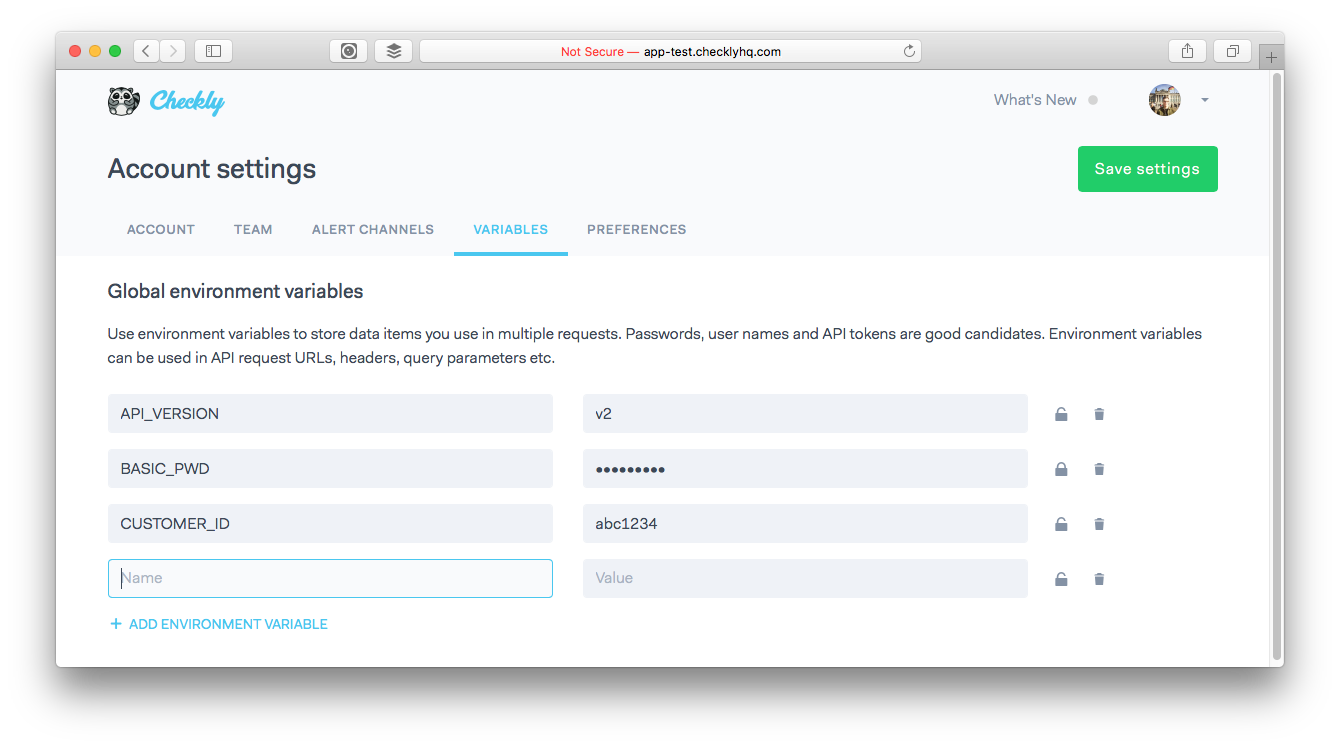 Not Secure — app-test.checklyhq.com
Checkly
What's New
Account settings
Save settings
ACCOUNT TEAM ALERT CHANNELS VARIABLES PREFERENCES
Global environment variables
Use environment variables to store data items you use in multiple requests. Passwords, user names and API tokens are good candidates. Environment variables
can be used in API request URLs, headers, query parameters etc.
API_VERSION v2
BASIC_PWD •••••••••
CUSTOMER_ID abc1234
Name Value
+ ADD ENVIRONMENT VARIABLE